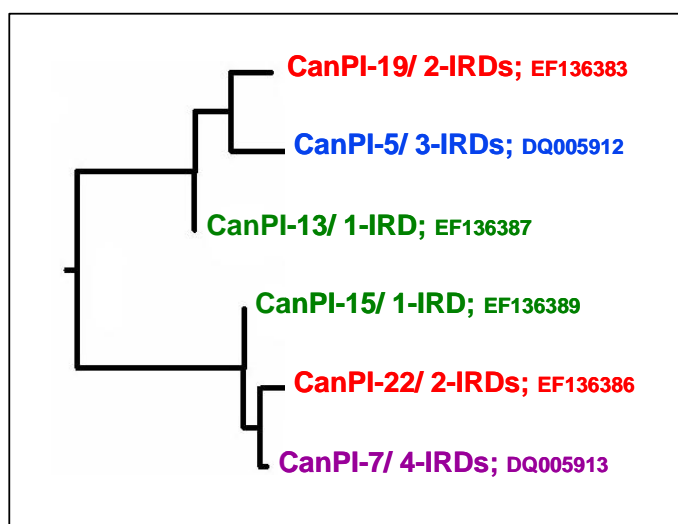 CanPI-19/ 2-IRDs; EF136383
CanPI-5/ 3-IRDs; DQ005912
CanPI-13/ 1-IRD; EF136387
CanPI-15/ 1-IRD; EF136389
CanPI-22/ 2-IRDs; EF136386
CanPI-7/ 4-IRDs; DQ005913